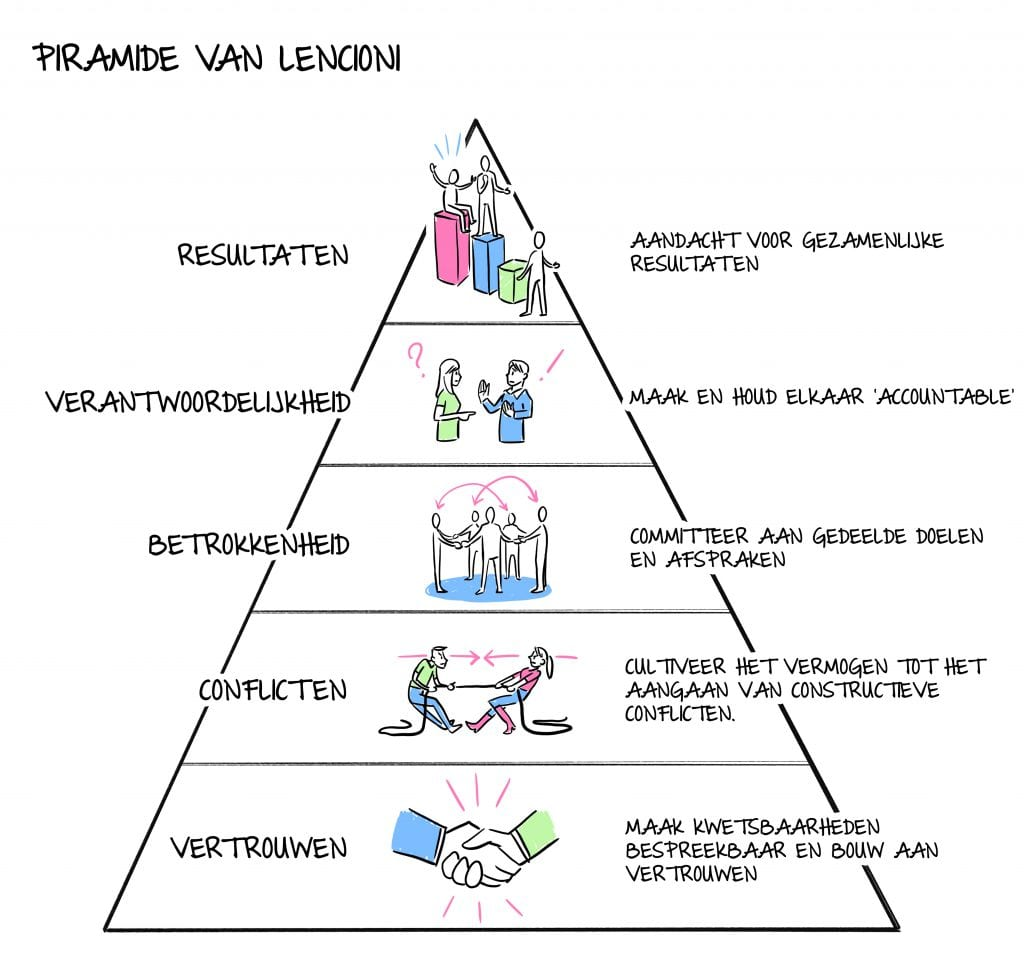 PIRAMIDE VAN LENCIONI
RESULTATEN
AANDACHT VOOR GEZAMENLIJKE
RESULTATEN
?
!
VERANTWOORDELIJKHEID
MAAK EN HOUD ELKAAR 'ACCOUNTABLE'
BETROKKENHEID
COMMITTEER AAN GEDEELDE DOELEN
EN AFSPRAKEN
CONFLICTEN
CULTIVEER HET VERMOGEN TOT HET
AANGAAN VAN CONSTRUCTIEVE
CONFLICTEN.
VERTROUWEN
MAAK KWETSBAARHEDEN
BESPREEKBAAR EN BOUW AAN
VERTROUWEN